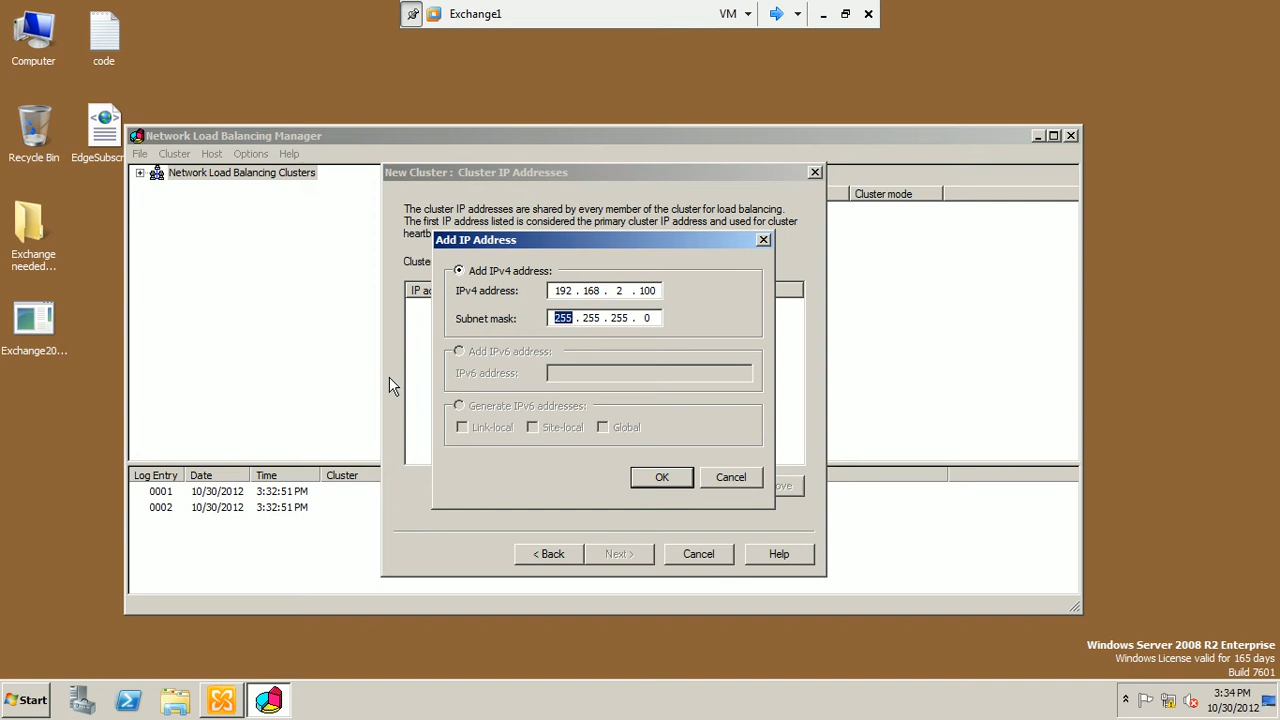 Exchange1
VM
Computer
code
Recycle Bin
EdgeSubscr
Exchange
needed...
Exchange20...
Network Load Balancing Manager
File Cluster Host Options Help
Network Load Balancing Clusters
Cluster mode
New Cluster : Cluster IP Addresses
The cluster IP addresses are shared by every member of the cluster for load balancing.
The first IP address listed is considered the primary cluster IP address and used for cluster
Add IP Address
Add IPv4 address:
IPv4 address: 192 . 168 . 2 . 100
Subnet mask: 255 . 255 . 255 . 0
Add IPv6 address:
IPv6 address:
Generate IPv6 addresses:
Link-local Site-local Global
OK Cancel
< Back Next > Cancel Help
Log Entry Date Time Cluster
0001 10/30/2012 3:32:51 PM
0002 10/30/2012 3:32:51 PM
Windows Server 2008 R2 Enterprise
Windows License valid for 165 days
Build 7601
Start
3:34 PM
10/30/2012